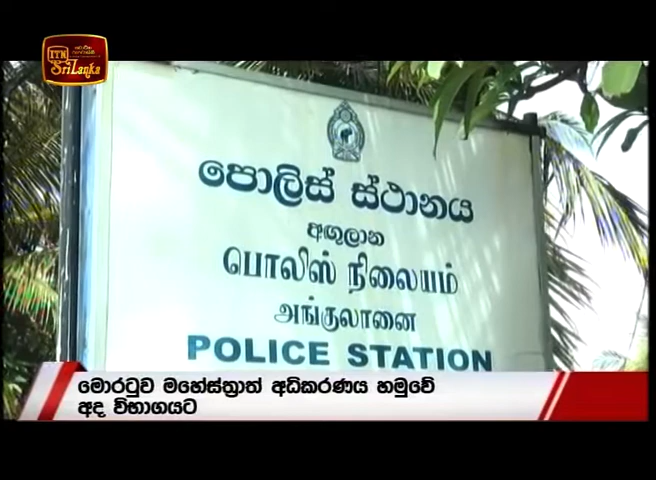 ITN
SriLanka
පොලිස් ස්ථානය
අඟුලාන
பொலிஸ் நிலையம்
அங்குலானை
POLICE STATION
මොරටුව මහේස්ත්‍රාත් අධිකරණය හමුවේ
අද විභාගයට